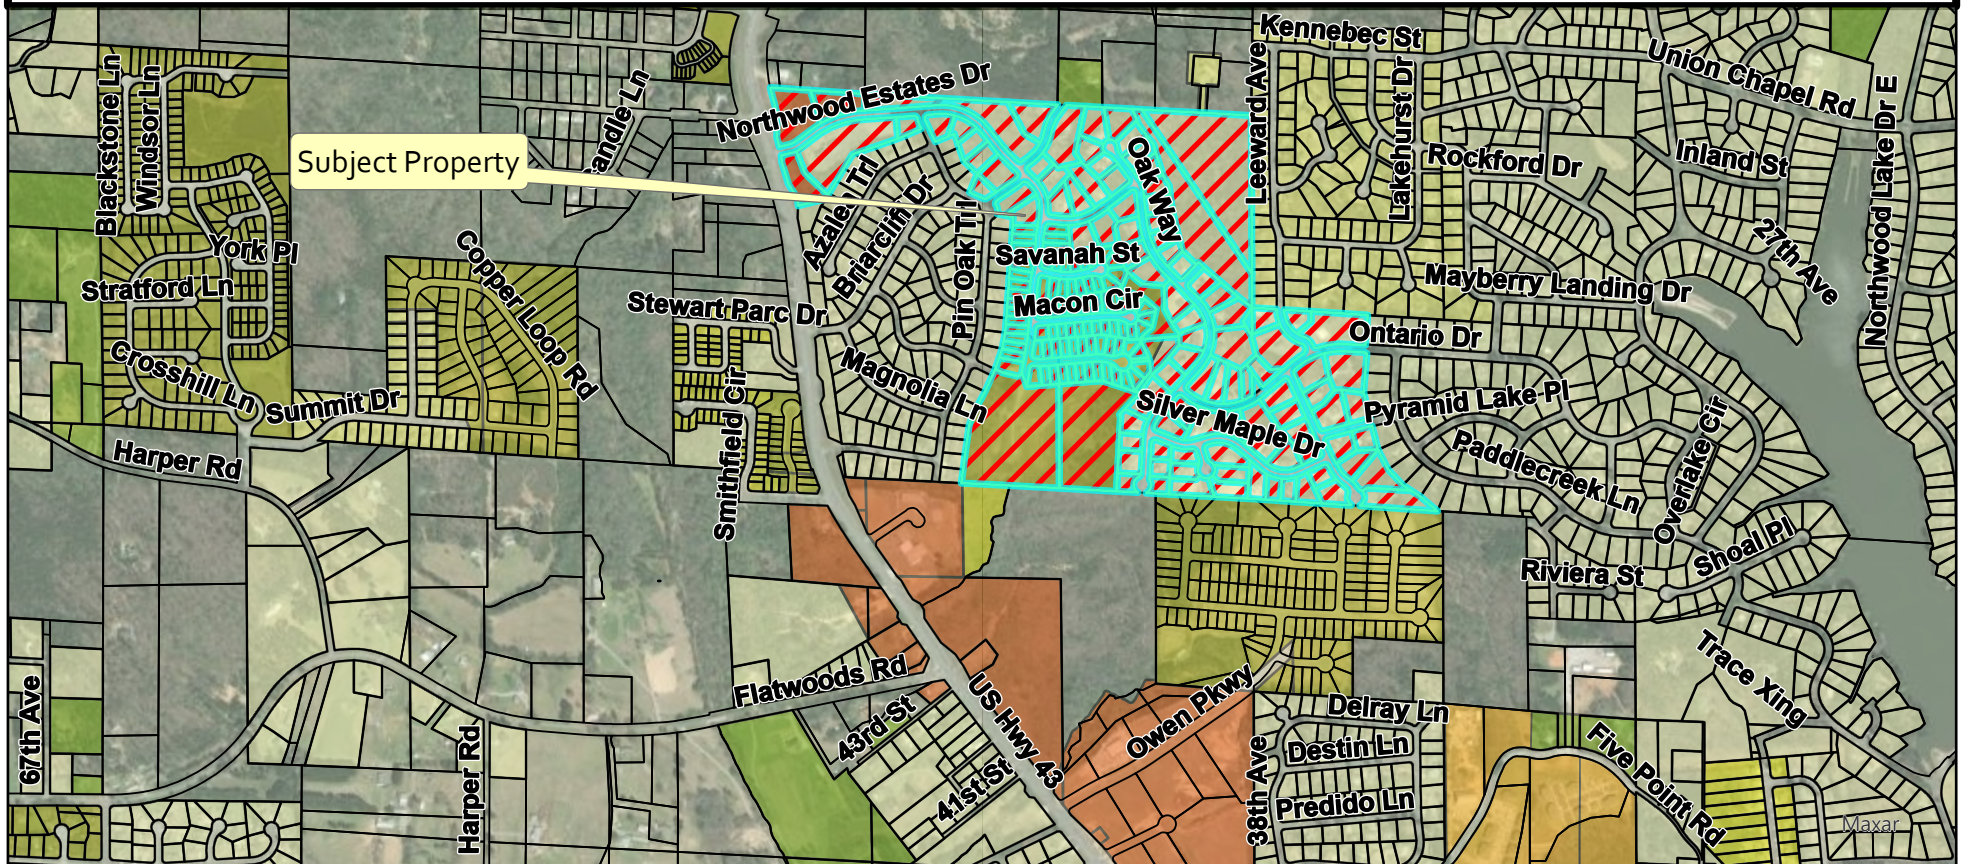 Kennebec St
Union Chapel Rd
Northwood Estates Dr
Blackstone Ln
Windsor Ln
Leeward Ave
Lakehurst Dr
Northwood Lake Dr E
Subject Property
Oak Way
Rockford Dr
Inland St
Azalea Trl
Briarcliff Dr
Pin Oak Trl
27th Ave
York Pl
Copper Loop Rd
Savanah St
Stratford Ln
Stewart Parc Dr
Macon Cir
Mayberry Landing Dr
Ontario Dr
Crosshill Ln
Summit Dr
Magnolia Ln
Smithfield Cir
Silver Maple Dr
Pyramid Lake Pl
Overlake Cir
Harper Rd
Paddlecreek Ln
Shoal Pl
Riviera St
67th Ave
Flatwoods Rd
43rd St
US Hwy 43
Owen Pkwy
Trace Xing
Delray Ln
Harper Rd
41st St
38th Ave
Destin Ln
Five Point Rd
Predido Ln
Maxar